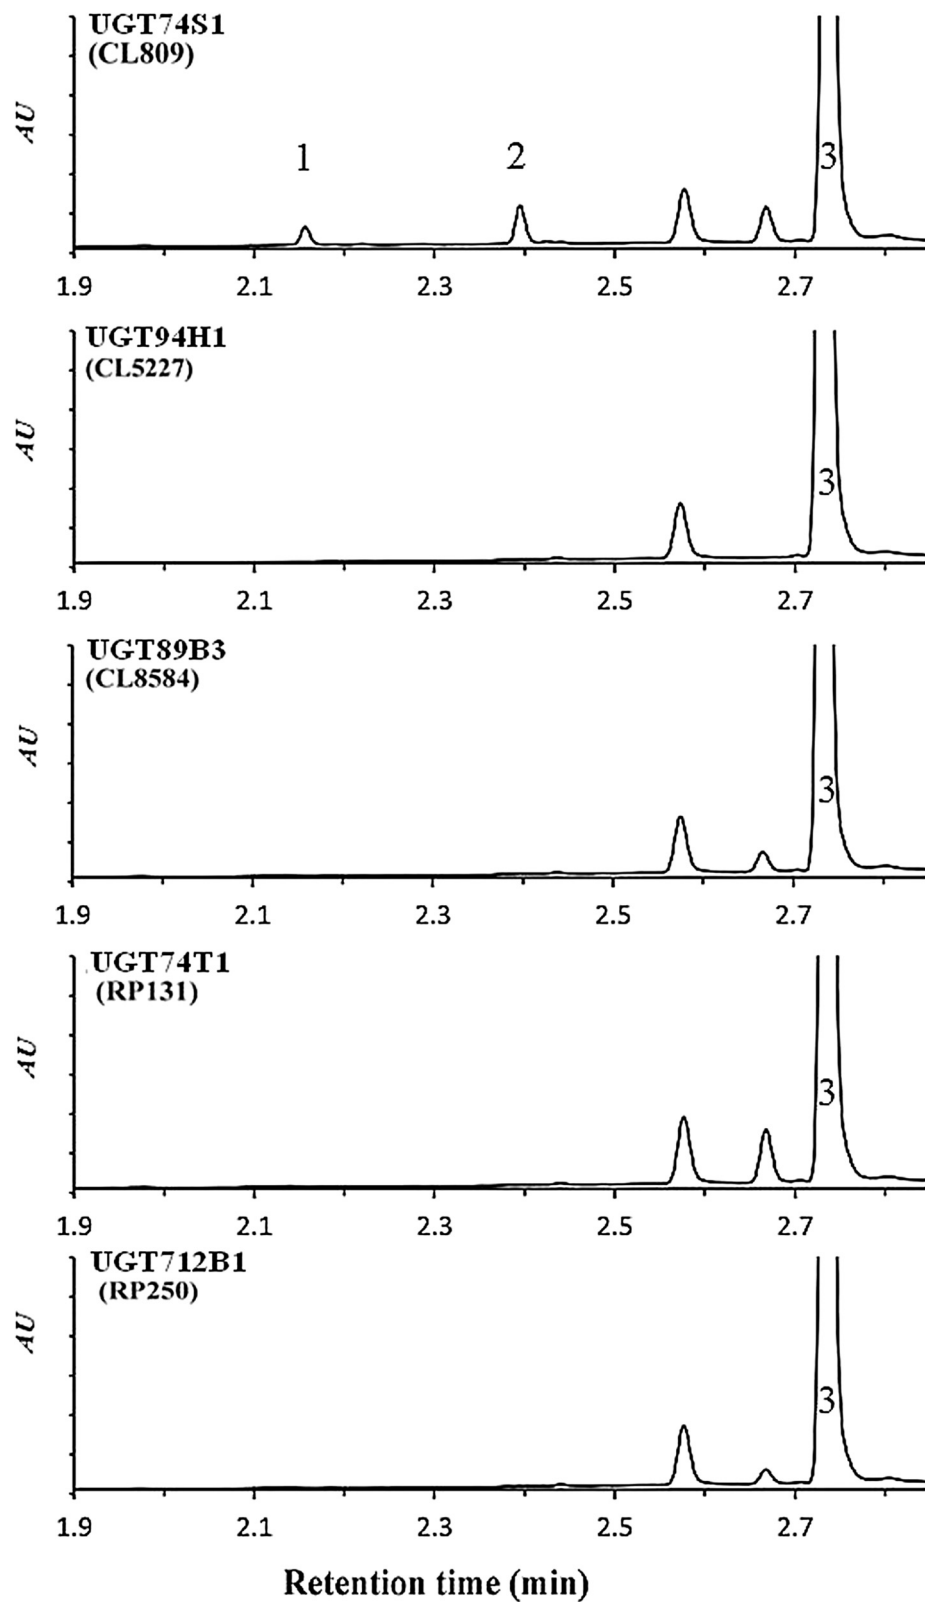 UGT74S1
(CL809)
AU
1
2
3
1.9 2.1 2.3 2.5 2.7
UGT94H1
(CL5227)
AU
3
1.9 2.1 2.3 2.5 2.7
UGT89B3
(CL8584)
AU
3
1.9 2.1 2.3 2.5 2.7
UGT74T1
(RP131)
AU
3
1.9 2.1 2.3 2.5 2.7
UGT712B1
(RP250)
AU
3
1.9 2.1 2.3 2.5 2.7
Retention time (min)